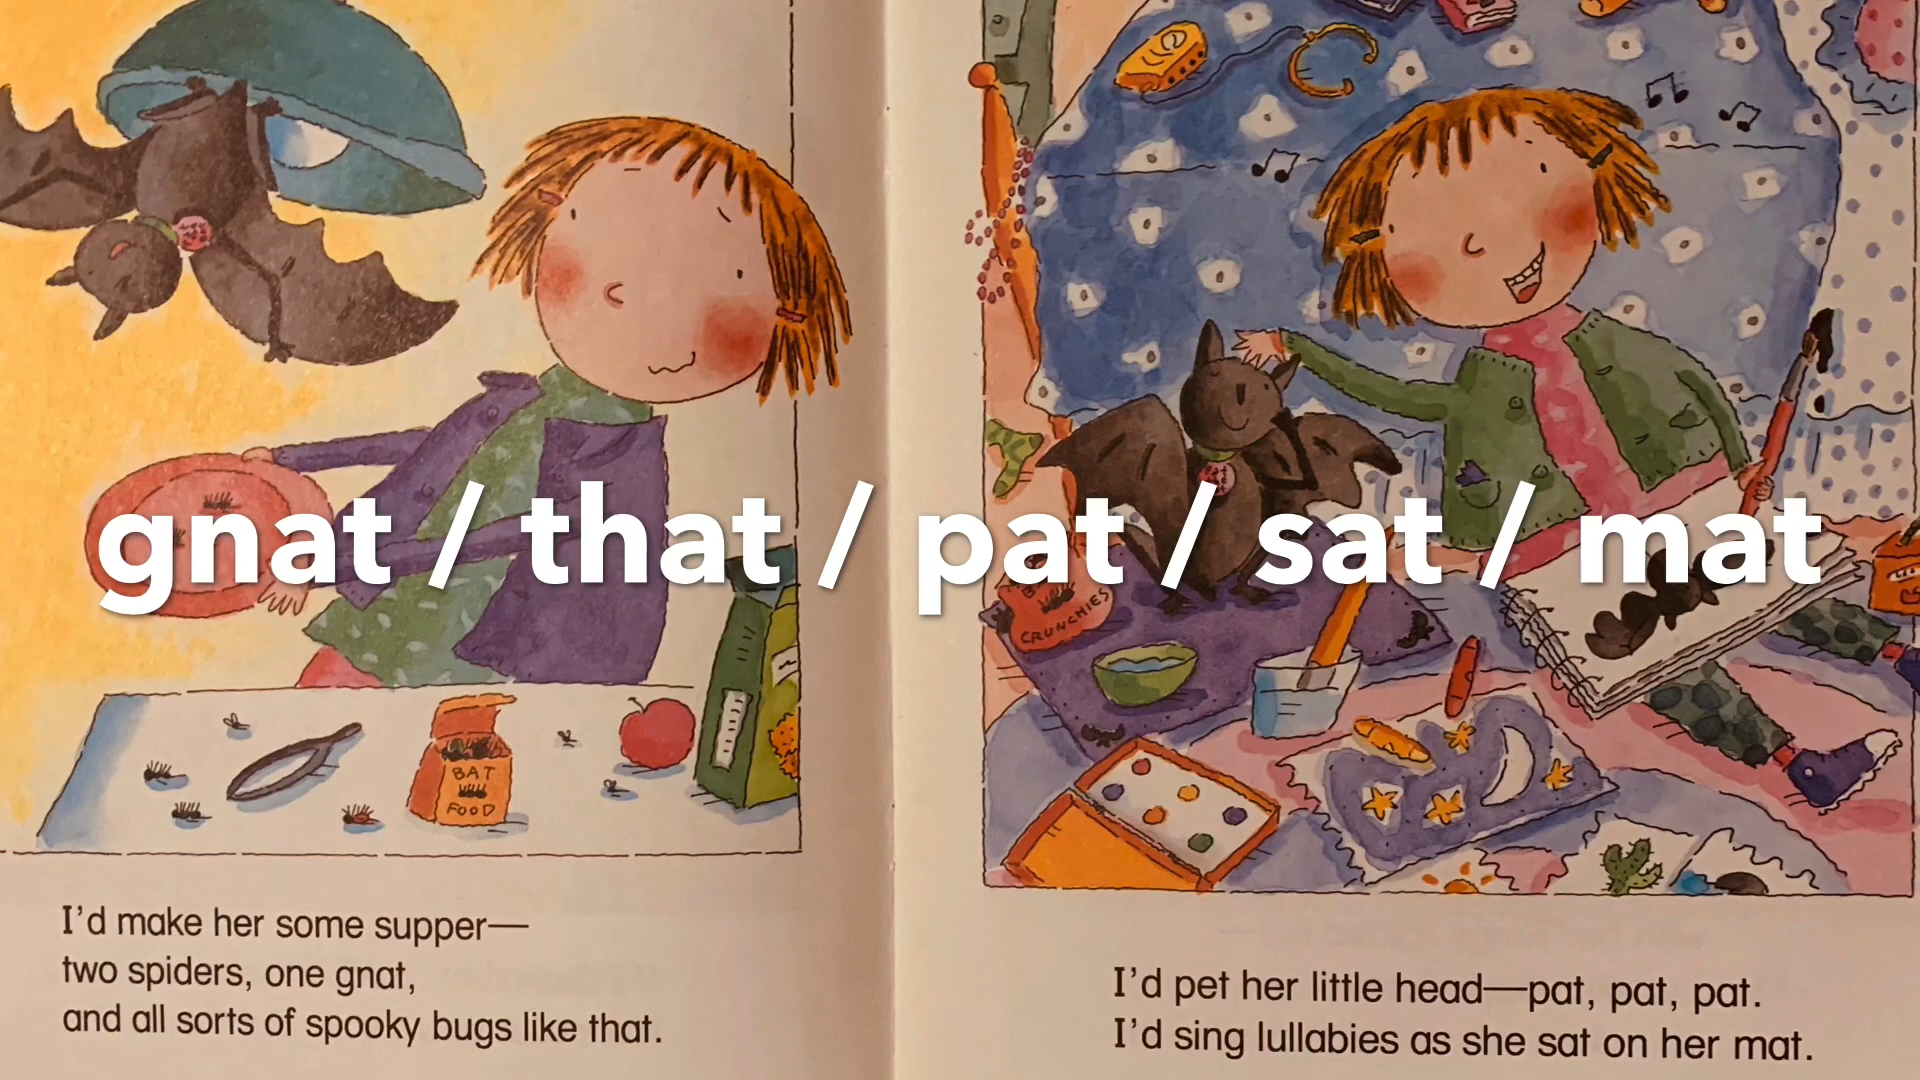 gnat / that / pat / sat / mat
CRUNCHIES
BAT
FOOD
I'd make her some supper—
two spiders, one gnat,
and all sorts of spooky bugs like that.
I'd pet her little head—pat, pat, pat.
I'd sing lullabies as she sat on her mat.